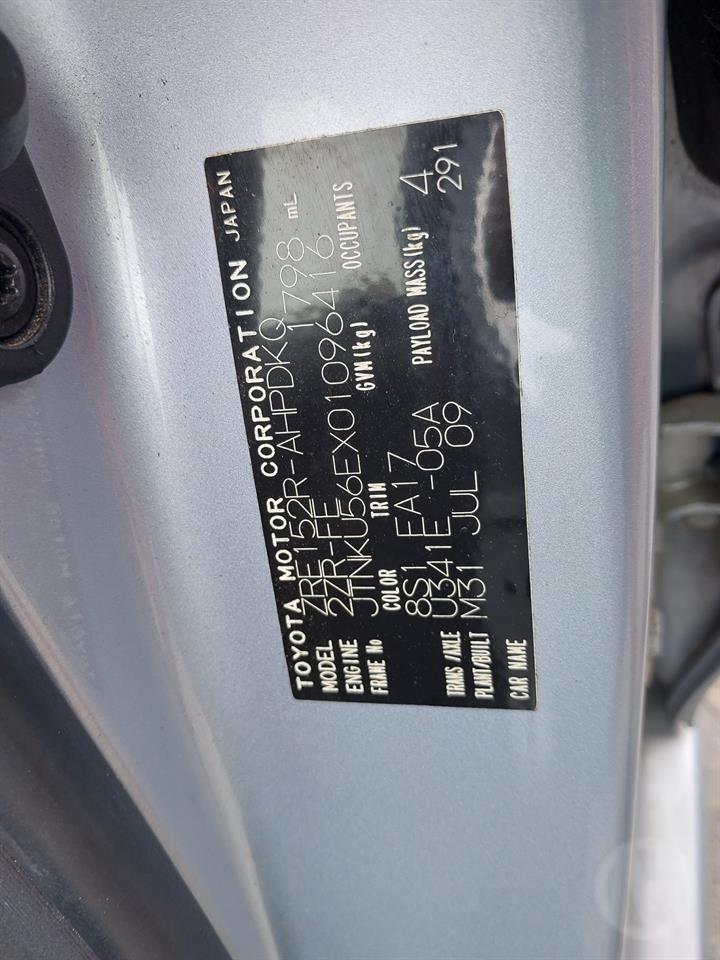 TOYOTA MOTOR CORPORATION JAPAN
MODEL ZRE152R-AHPDKQ
ENGINE 2ZR-FE 1798 mL
FRAME No JTNKU56EX01096416
COLOR TRIM GVM(kg) OCCUPANTS
8S1 EA17 4
TRANS/AXLE U341E -05A PAYLOAD MASS(kg) 291
PLANT/BUILT M31 JUL 09
CAR NAME